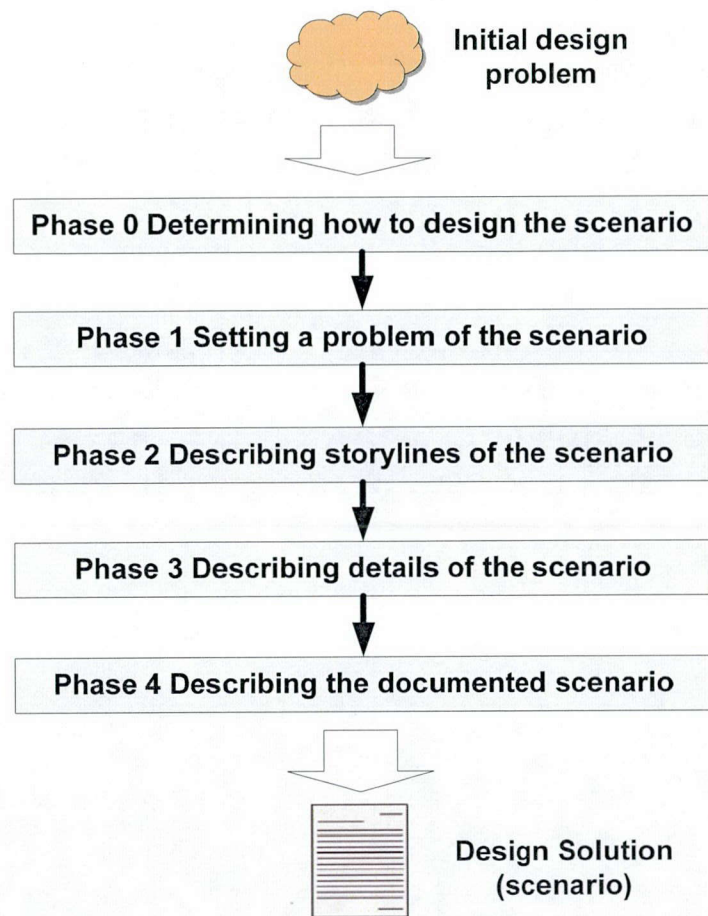 Initial design
problem
Phase 0 Determining how to design the scenario
Phase 1 Setting a problem of the scenario
Phase 2 Describing storylines of the scenario
Phase 3 Describing details of the scenario
Phase 4 Describing the documented scenario
Design Solution
(scenario)